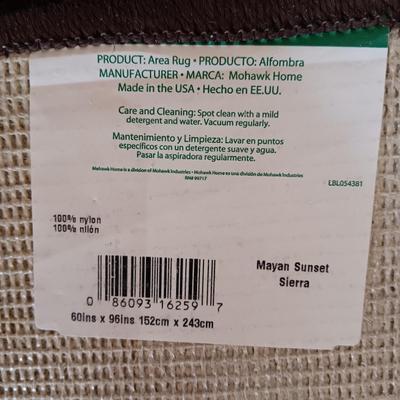 PRODUCT: Area Rug • PRODUCTO: Alfombra
MANUFACTURER • MARCA: Mohawk Home
Made in the USA • Hecho en EE.UU.
Care and Cleaning: Spot clean with a mild
detergent and water. Vacuum regularly.
Mantenimiento y Limpieza: Lavar en puntos
específicos con un detergente suave y agua.
Pasar la aspiradora regularmente.
Mohawk Home is a division of Mohawk Industries • Mohawk Home es una división de Mohawk Industries
RN# 99717
LBL054381
100% nylon
100% nilón
Mayan Sunset
Sierra
0 86093 16259 7
60ins x 96ins 152cm x 243cm